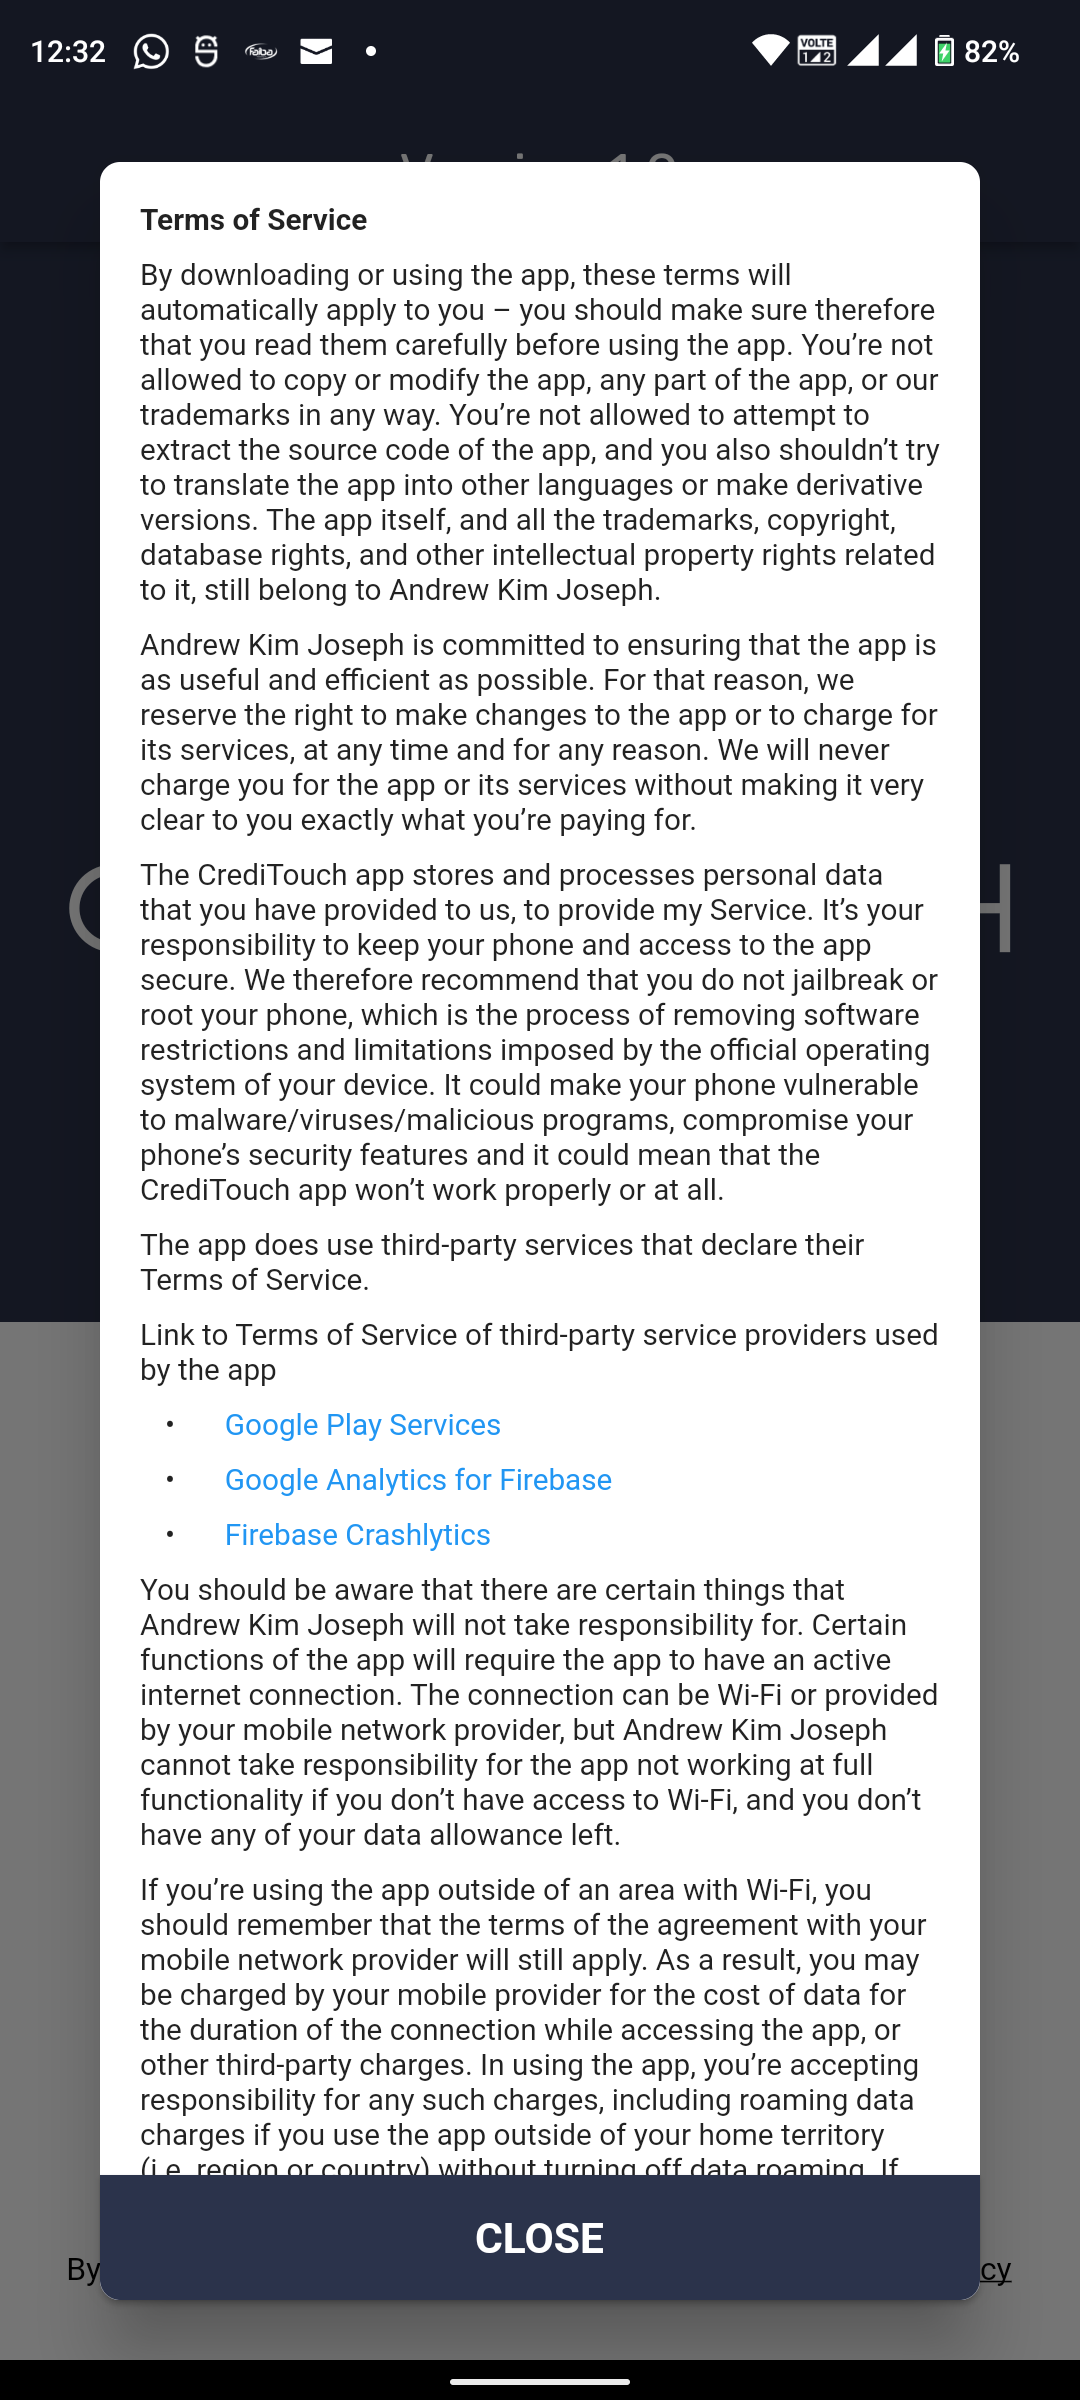 12:32
Faiba
VOLTE
1 2
82%
Terms of Service
By downloading or using the app, these terms will
automatically apply to you – you should make sure therefore
that you read them carefully before using the app. You’re not
allowed to copy or modify the app, any part of the app, or our
trademarks in any way. You’re not allowed to attempt to
extract the source code of the app, and you also shouldn’t try
to translate the app into other languages or make derivative
versions. The app itself, and all the trademarks, copyright,
database rights, and other intellectual property rights related
to it, still belong to Andrew Kim Joseph.
Andrew Kim Joseph is committed to ensuring that the app is
as useful and efficient as possible. For that reason, we
reserve the right to make changes to the app or to charge for
its services, at any time and for any reason. We will never
charge you for the app or its services without making it very
clear to you exactly what you’re paying for.
The CrediTouch app stores and processes personal data
that you have provided to us, to provide my Service. It’s your
responsibility to keep your phone and access to the app
secure. We therefore recommend that you do not jailbreak or
root your phone, which is the process of removing software
restrictions and limitations imposed by the official operating
system of your device. It could make your phone vulnerable
to malware/viruses/malicious programs, compromise your
phone’s security features and it could mean that the
CrediTouch app won’t work properly or at all.
The app does use third-party services that declare their
Terms of Service.
Link to Terms of Service of third-party service providers used
by the app
• Google Play Services
• Google Analytics for Firebase
• Firebase Crashlytics
You should be aware that there are certain things that
Andrew Kim Joseph will not take responsibility for. Certain
functions of the app will require the app to have an active
internet connection. The connection can be Wi-Fi or provided
by your mobile network provider, but Andrew Kim Joseph
cannot take responsibility for the app not working at full
functionality if you don’t have access to Wi-Fi, and you don’t
have any of your data allowance left.
If you’re using the app outside of an area with Wi-Fi, you
should remember that the terms of the agreement with your
mobile network provider will still apply. As a result, you may
be charged by your mobile provider for the cost of data for
the duration of the connection while accessing the app, or
other third-party charges. In using the app, you’re accepting
responsibility for any such charges, including roaming data
charges if you use the app outside of your home territory
(i.e. region or country) without turning off data roaming. If
CLOSE
By
cy